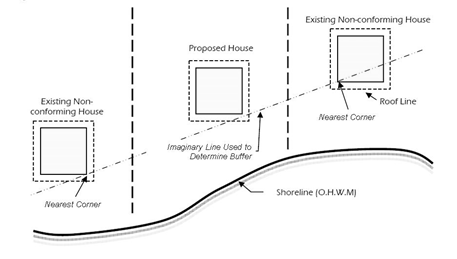 Existing Non-conforming House
Proposed House
Existing Non-
conforming House
Roof Line
Nearest Corner
Imaginary Line Used to
Determine Buffer
Nearest Corner
Shoreline (O.H.W.M)